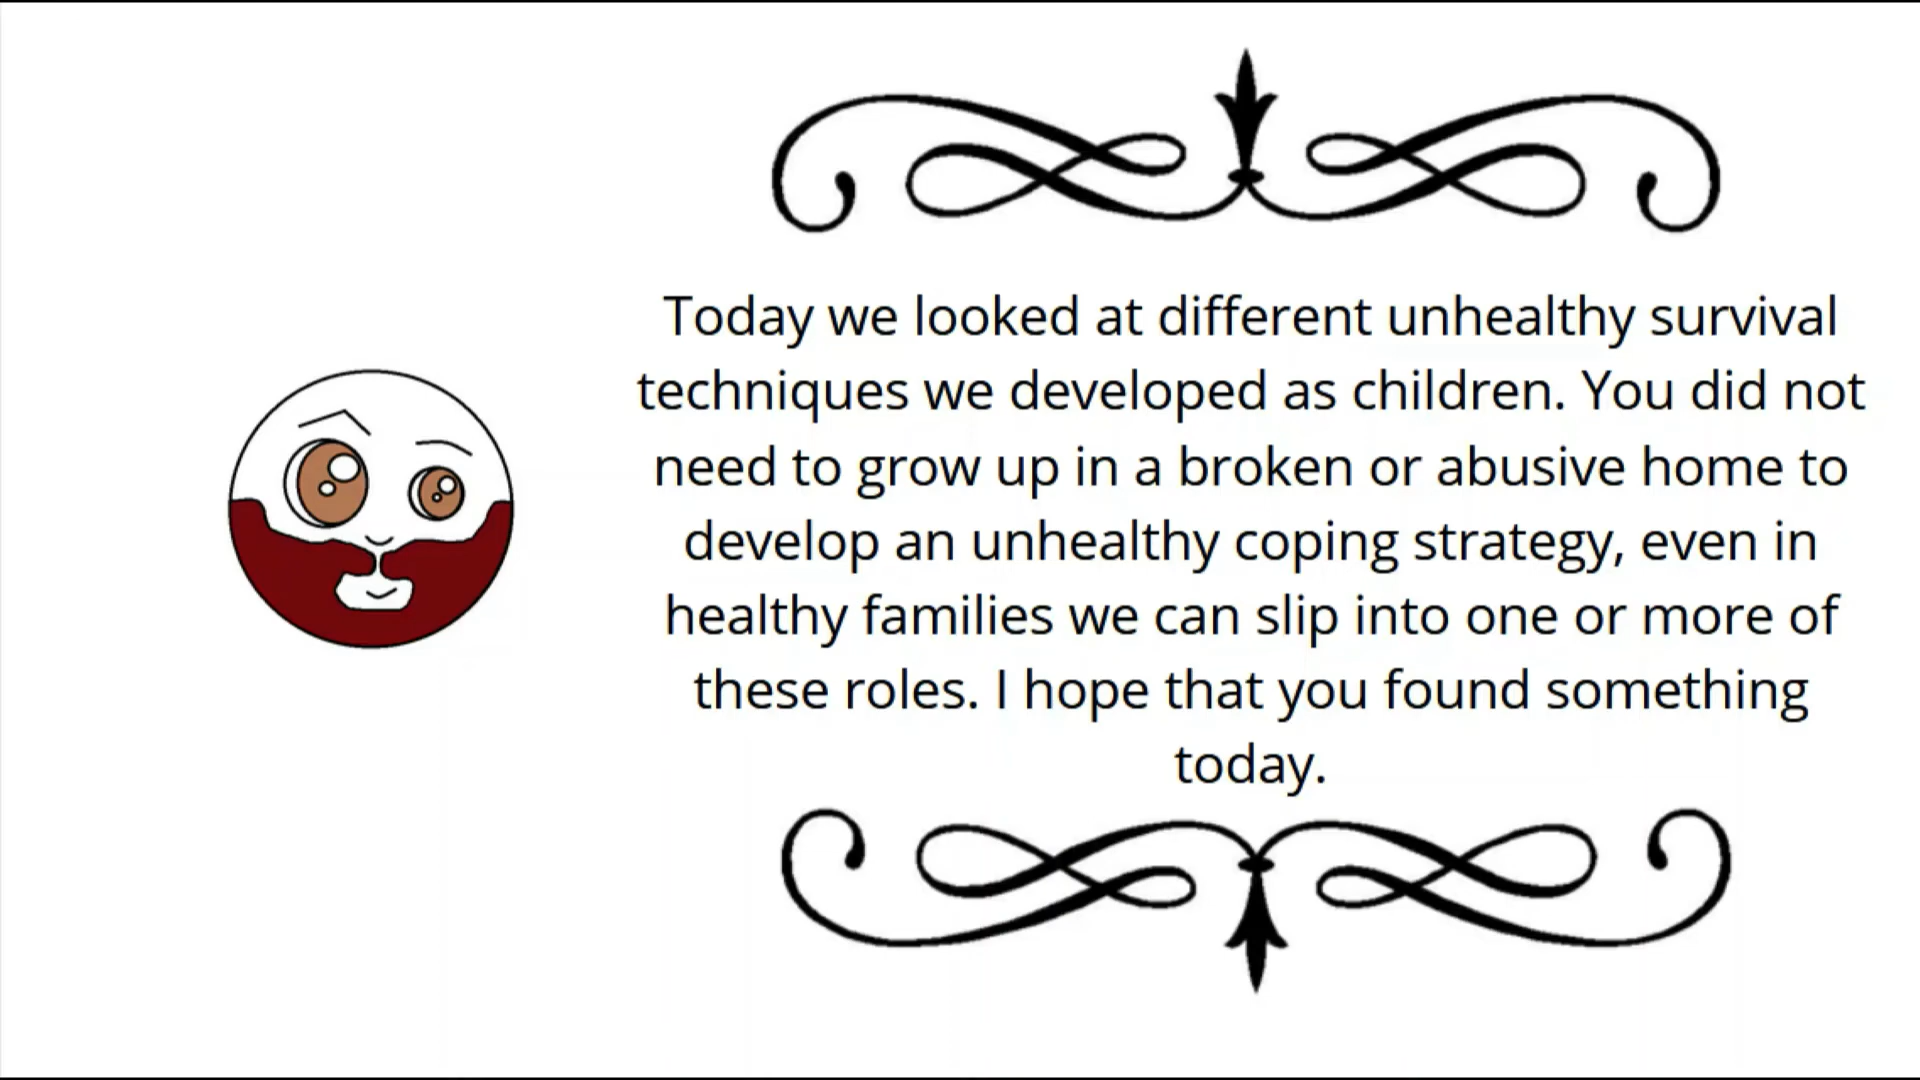 Today we looked at different unhealthy survival
techniques we developed as children. You did not
need to grow up in a broken or abusive home to
develop an unhealthy coping strategy, even in
healthy families we can slip into one or more of
these roles. I hope that you found something
today.